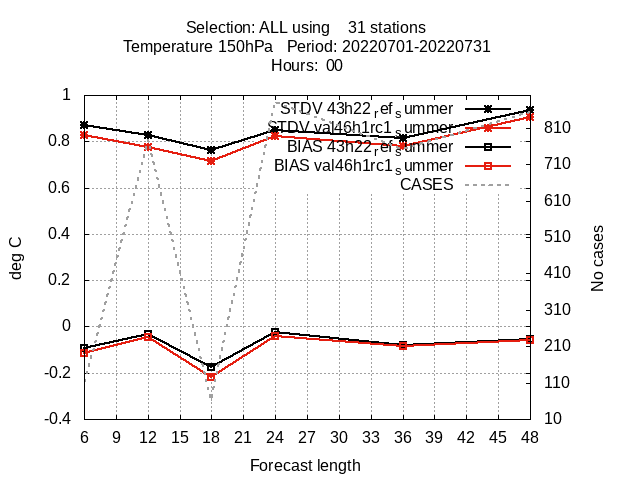 Selection: ALL using    31 stations
Temperature 150hPa   Period: 20220701-20220731
Hours:  00
1
0.8
0.6
0.4
0.2
0
-0.2
-0.4
deg C
STDV 43h22_ref_summer
STDV val46h1rc1_summer
BIAS 43h22_ref_summer
BIAS val46h1rc1_summer
CASES
810
710
610
510
410
310
210
110
10
No cases
6 9 12 15 18 21 24 27 30 33 36 39 42 45 48
Forecast length